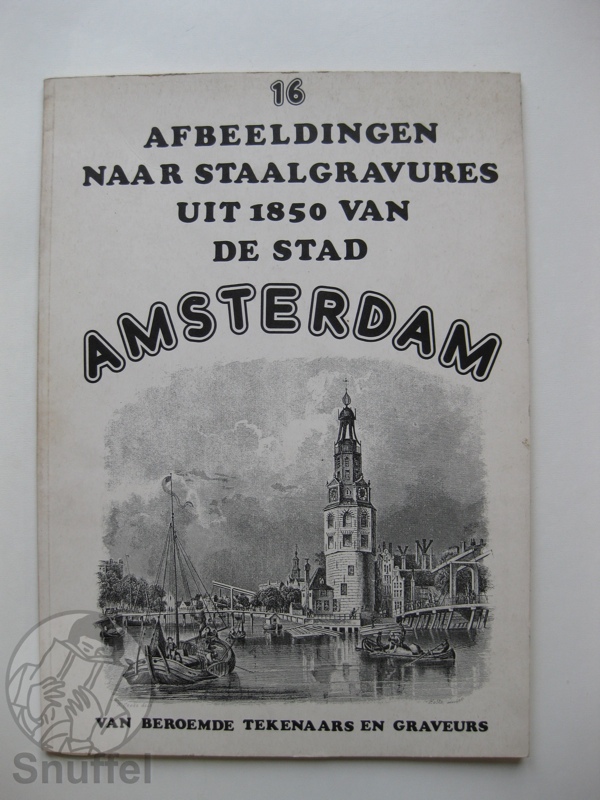 16
AFBEELDINGEN
NAAR STAALGRAVURES
UIT 1850 VAN
DE STAD
AMSTERDAM
VAN BEROEMDE TEKENAARS EN GRAVEURS
Snuffel